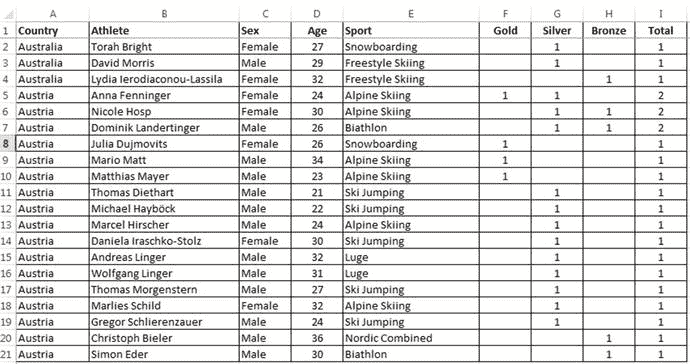 A B C D E F G H I
1 Country Athlete Sex Age Sport Gold Silver Bronze Total
2 Australia Torah Bright Female 27 Snowboarding 1 1
3 Australia David Morris Male 29 Freestyle Skiing 1 1
4 Australia Lydia Ierodiaconou-Lassila Female 32 Freestyle Skiing 1 1
5 Austria Anna Fenninger Female 24 Alpine Skiing 1 1 2
6 Austria Nicole Hosp Female 30 Alpine Skiing 1 1 2
7 Austria Dominik Landertinger Male 26 Biathlon 1 1 2
8 Austria Julia Dujmovits Female 26 Snowboarding 1 1
9 Austria Mario Matt Male 34 Alpine Skiing 1 1
10 Austria Matthias Mayer Male 23 Alpine Skiing 1 1
11 Austria Thomas Diethart Male 21 Ski Jumping 1 1
12 Austria Michael Hayböck Male 22 Ski Jumping 1 1
13 Austria Marcel Hirscher Male 24 Alpine Skiing 1 1
14 Austria Daniela Iraschko-Stolz Female 30 Ski Jumping 1 1
15 Austria Andreas Linger Male 32 Luge 1 1
16 Austria Wolfgang Linger Male 31 Luge 1 1
17 Austria Thomas Morgenstern Male 27 Ski Jumping 1 1
18 Austria Marlies Schild Female 32 Alpine Skiing 1 1
19 Austria Gregor Schlierenzauer Male 24 Ski Jumping 1 1
20 Austria Christoph Bieler Male 36 Nordic Combined 1 1
21 Austria Simon Eder Male 30 Biathlon 1 1